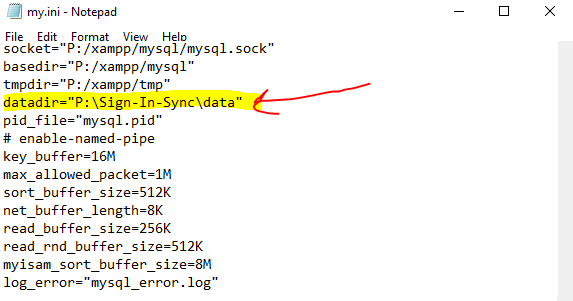 my.ini - Notepad
File Edit Format View Help
socket="P:/xampp/mysql/mysql.sock"
basedir="P:/xampp/mysql"
tmpdir="P:/xampp/tmp"
datadir="P:\Sign-In-Sync\data"
pid_file="mysql.pid"
# enable-named-pipe
key_buffer=16M
max_allowed_packet=1M
sort_buffer_size=512K
net_buffer_length=8K
read_buffer_size=256K
read_rnd_buffer_size=512K
myisam_sort_buffer_size=8M
log_error="mysql_error.log"